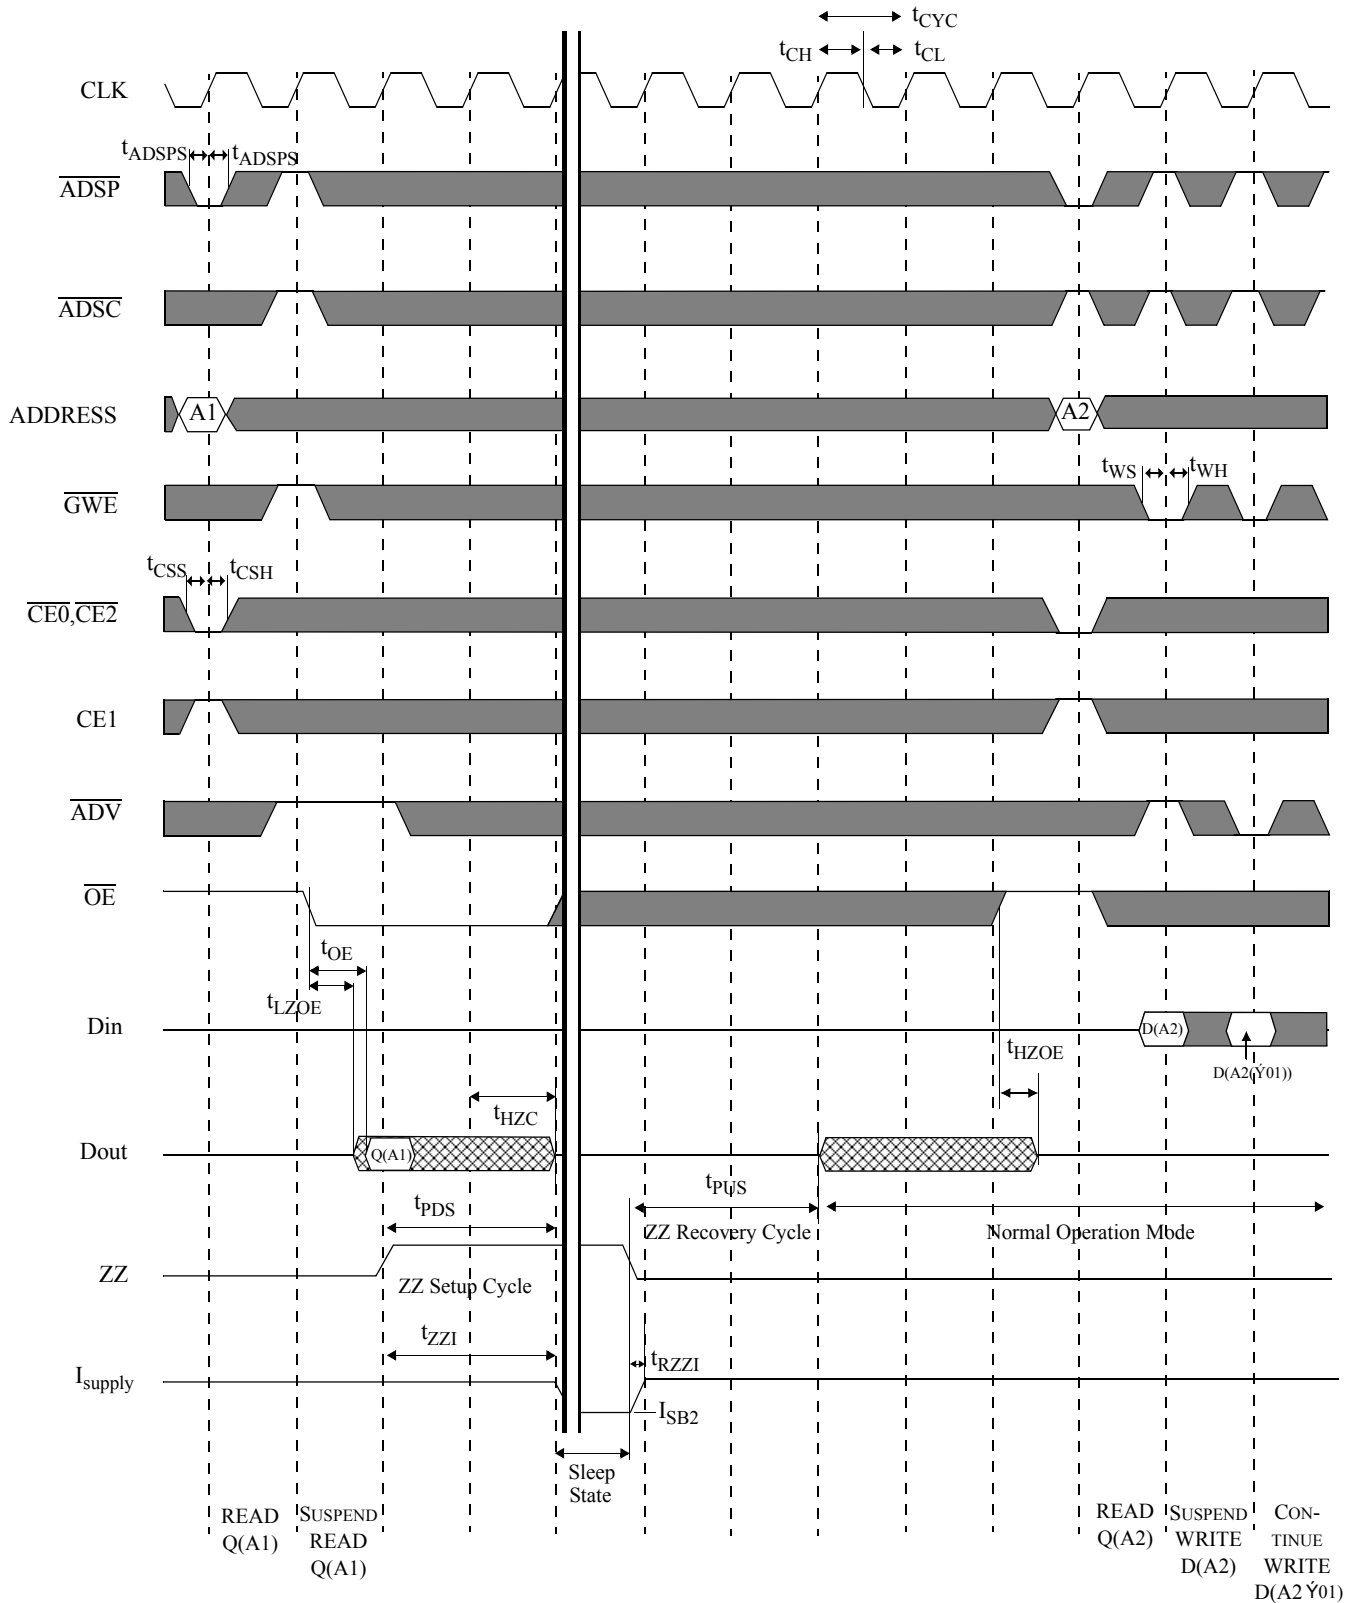 tCYC
tCH
tCL
CLK
tADSPS
tADSPS
ADSP
ADSC
ADDRESS
A1
A2
tWS
tWH
GWE
tCSS
tCSH
CE0,CE2
CE1
ADV
OE
tOE
tLZOE
Din
D(A2)
tHZOE
D(A2(Ý01))
tHZC
Dout
Q(A1)
tPUS
tPDS
ZZ Recovery Cycle
Normal Operation Mode
ZZ
ZZ Setup Cycle
tZZI
tRZZI
Isupply
ISB2
Sleep
State
READ
Q(A1)
SUSPEND
READ
Q(A1)
READ
Q(A2)
SUSPEND
WRITE
D(A2)
CON-
TINUE
WRITE
D(A2Ý01)